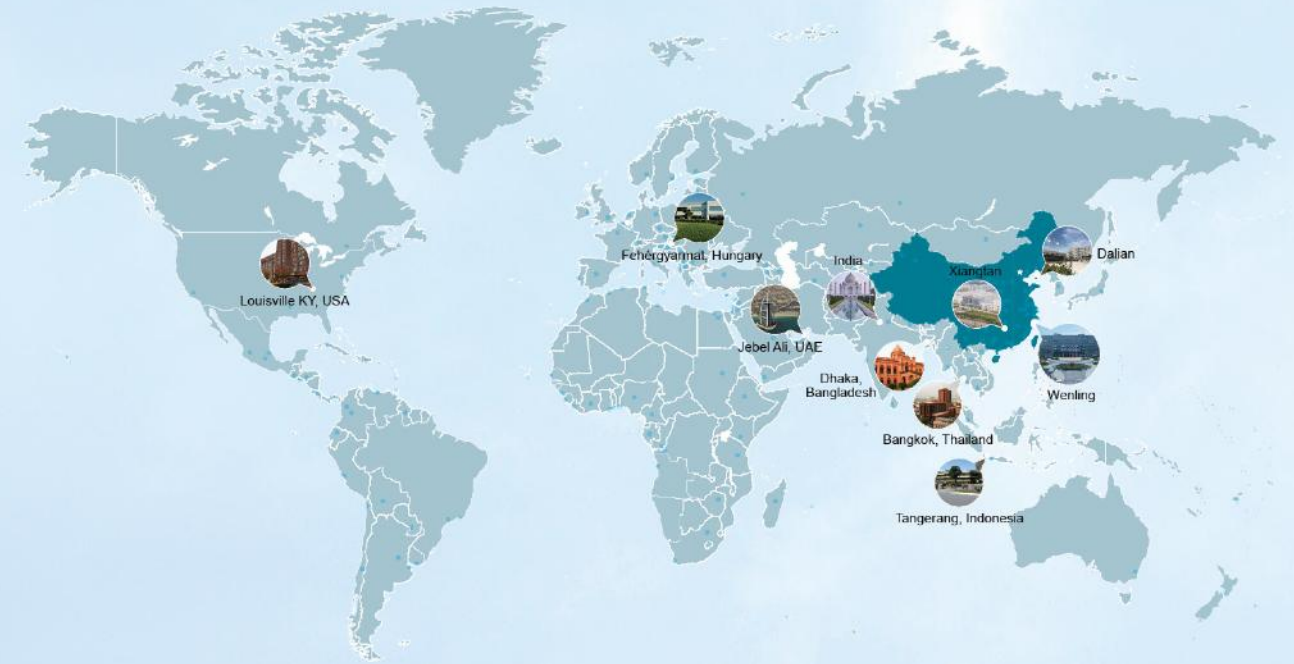 Fehérgyarmat, Hungary
Louisville KY, USA
India
Xiangtan
Dalian
Jebel Ali, UAE
Dhaka,
Bangladesh
Wenling
Bangkok, Thailand
Tangerang, Indonesia